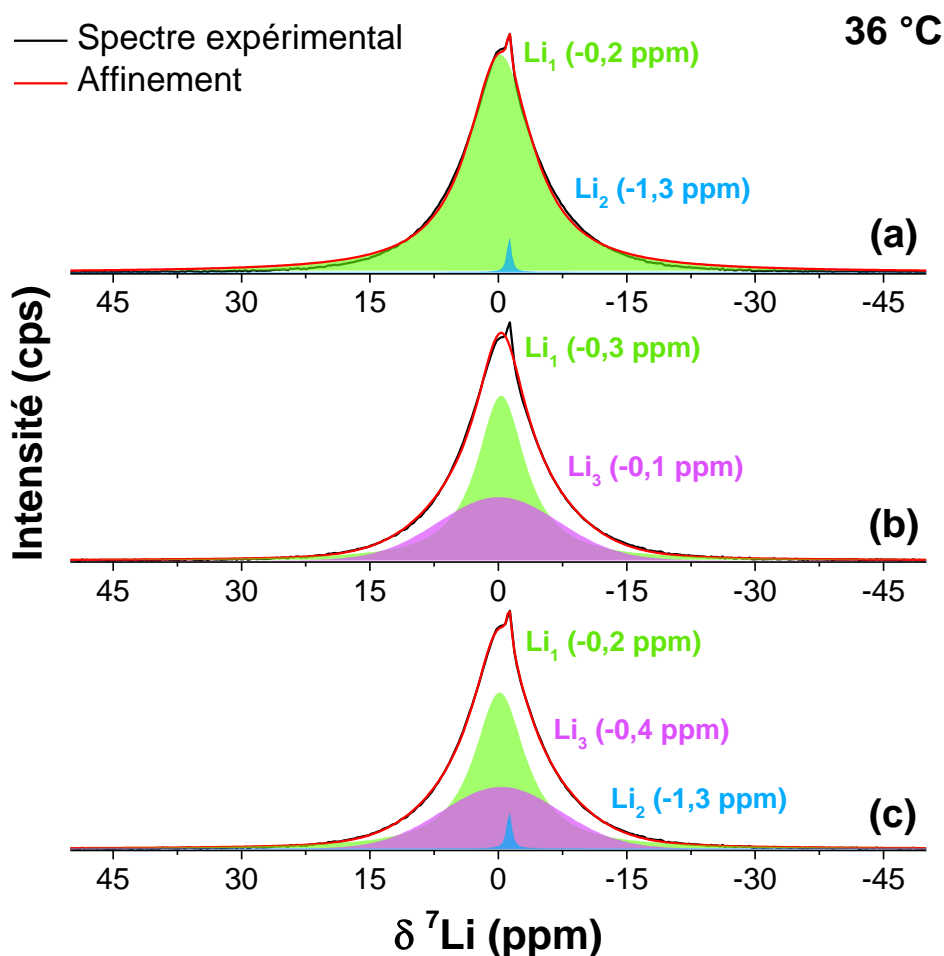 Spectre expérimental
Affinement
36 °C
Li₁ (-0,2 ppm)
Li₂ (-1,3 ppm)
(a)
45 30 15 0 -15 -30 -45
Li₁ (-0,3 ppm)
Li₃ (-0,1 ppm)
(b)
45 30 15 0 -15 -30 -45
Li₁ (-0,2 ppm)
Li₃ (-0,4 ppm)
Li₂ (-1,3 ppm)
(c)
45 30 15 0 -15 -30 -45
Intensité (cps)
δ ⁷Li (ppm)